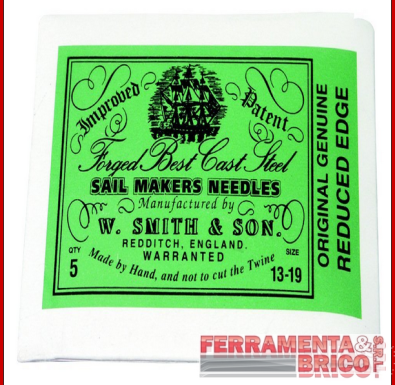 Improved Patent
Forged Best Cast Steel
SAIL MAKERS NEEDLES
Manufactured by
W. SMITH & SON.
REDDITCH, ENGLAND.
WARRANTED
Made by Hand, and not to cut the Twine
QTY
5
SIZE
13-19
ORIGINAL GENUINE
REDUCED EDGE
FERRAMENTA&
BRICO S.R.L.